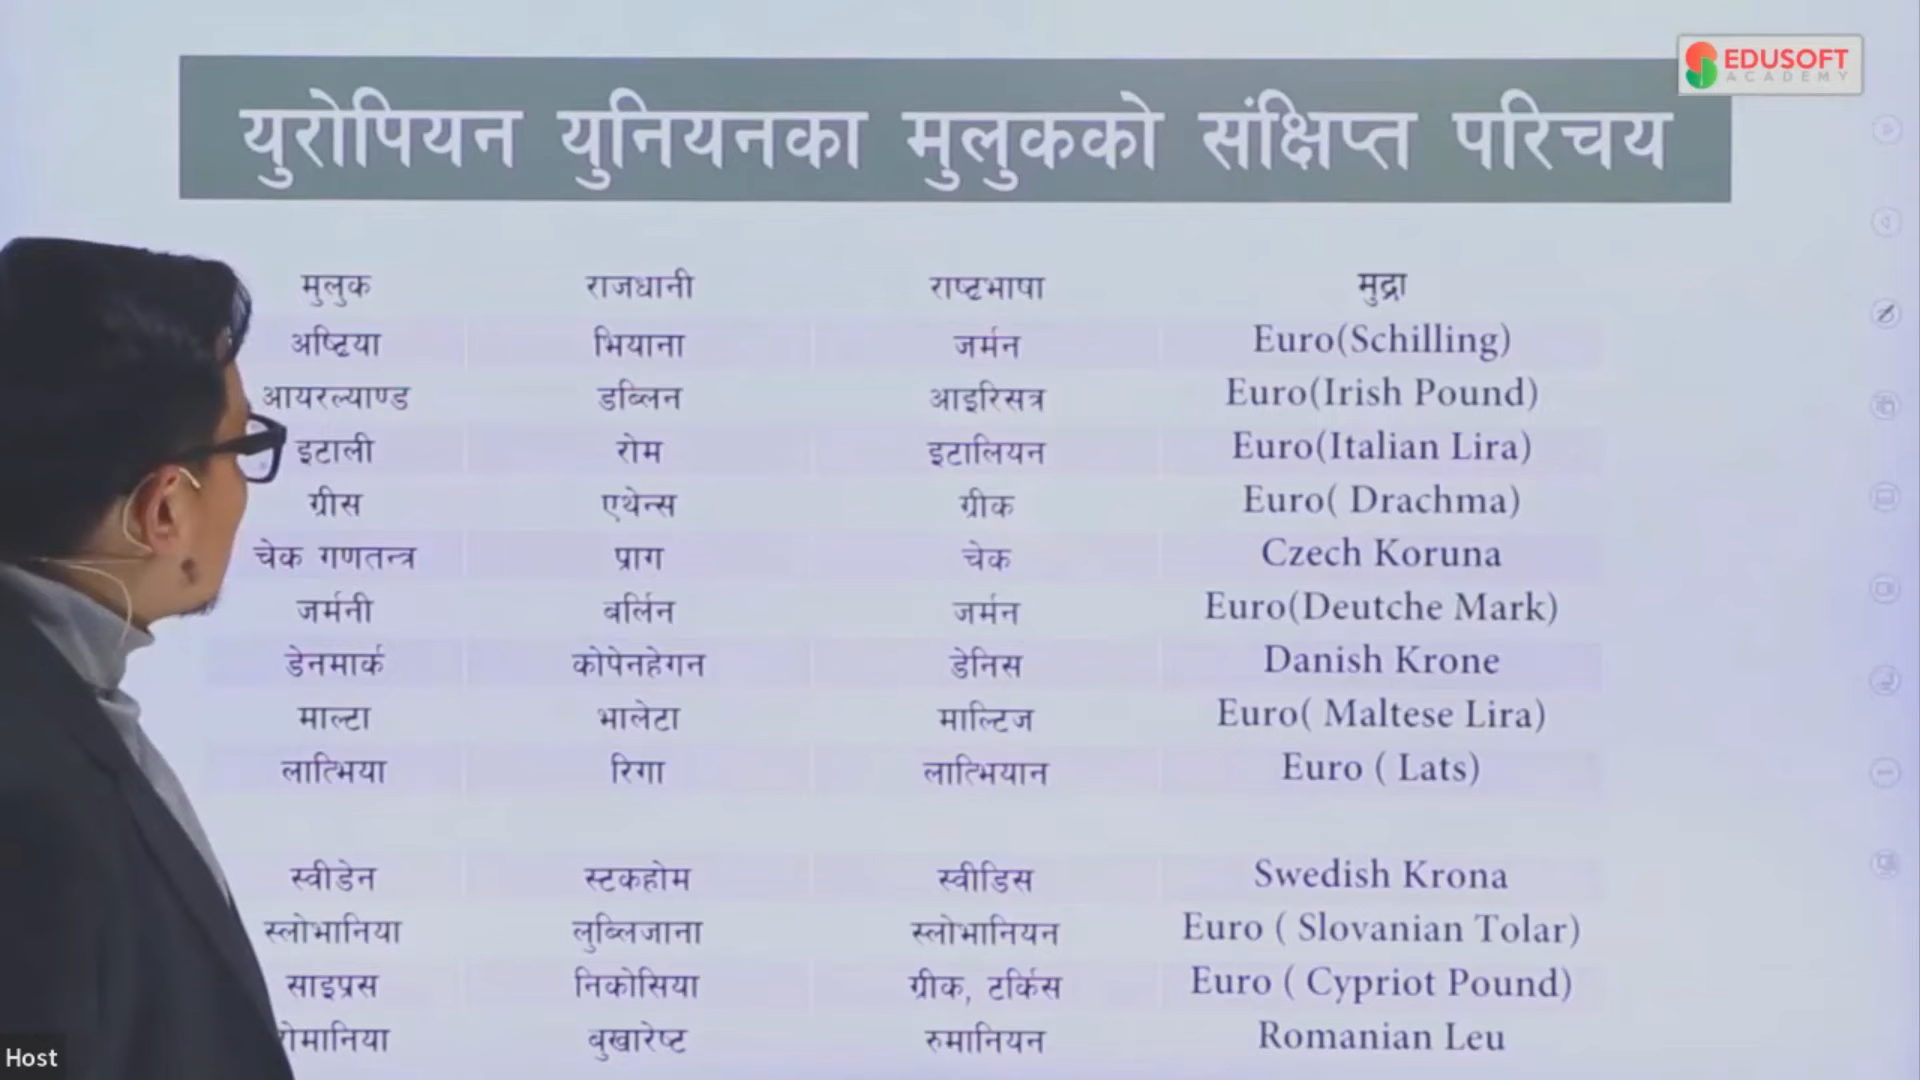 EDUSOFT
ACADEMY
युरोपियन युनियनका मुलुकको संक्षिप्त परिचय
मुलुक राजधानी राष्ट्रभाषा मुद्रा
अष्ट्रिया भियाना जर्मन Euro(Schilling)
आयरल्याण्ड डब्लिन आइरिसत्र Euro(Irish Pound)
इटाली रोम इटालियन Euro(Italian Lira)
ग्रीस एथेन्स ग्रीक Euro( Drachma)
चेक गणतन्त्र प्राग चेक Czech Koruna
जर्मनी बर्लिन जर्मन Euro(Deutche Mark)
डेनमार्क कोपेनहेगन डेनिस Danish Krone
माल्टा भालेटा माल्टिज Euro( Maltese Lira)
लात्भिया रिगा लात्भियान Euro ( Lats)
स्वीडेन स्टकहोम स्वीडिस Swedish Krona
स्लोभानिया लुब्लिजाना स्लोभानियन Euro ( Slovanian Tolar)
साइप्रस निकोसिया ग्रीक, टर्किस Euro ( Cypriot Pound)
रोमानिया बुखारेष्ट रुमानियन Romanian Leu
Host